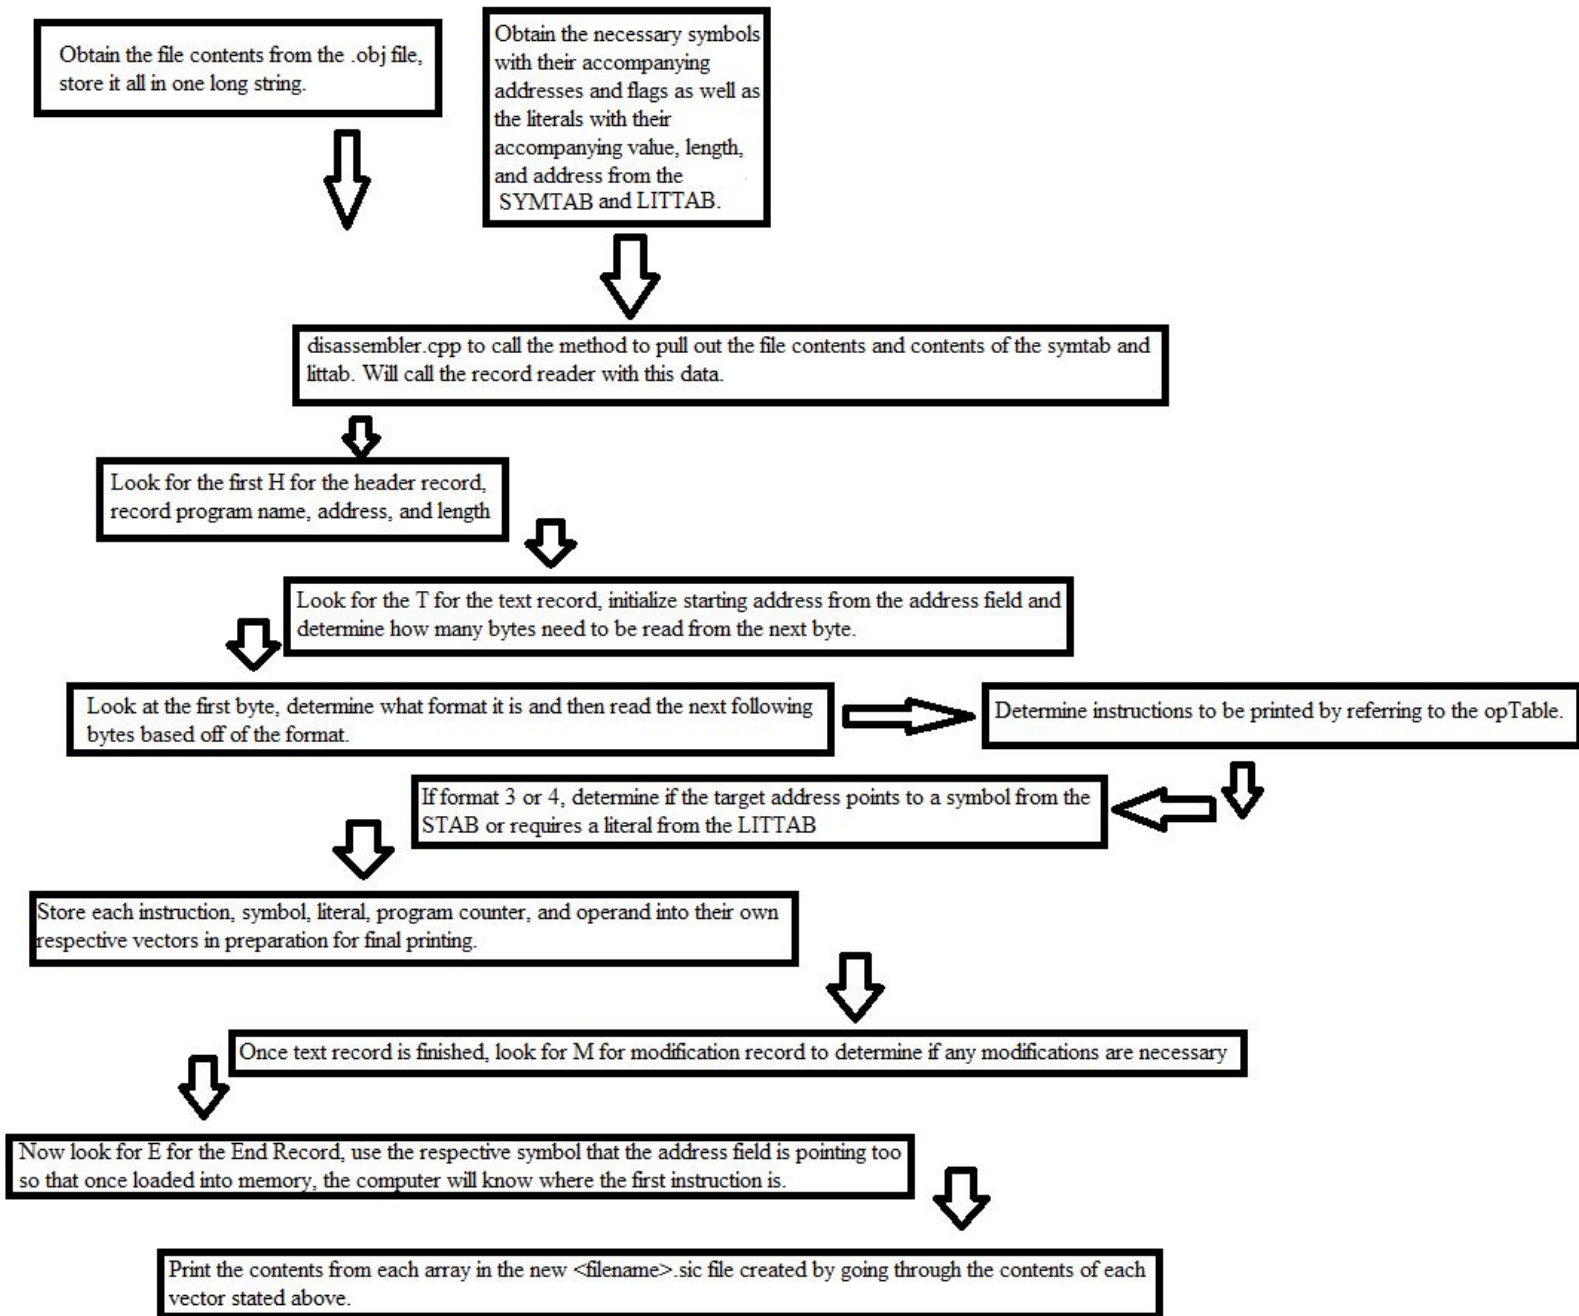 Obtain the file contents from the .obj file,
store it all in one long string.
Obtain the necessary symbols
with their accompanying
addresses and flags as well as
the literals with their
accompanying value, length,
and address from the
SYMTAB and LITTAB.
disassembler.cpp to call the method to pull out the file contents and contents of the symtab and
littab. Will call the record reader with this data.
Look for the first H for the header record,
record program name, address, and length
Look for the T for the text record, initialize starting address from the address field and
determine how many bytes need to be read from the next byte.
Look at the first byte, determine what format it is and then read the next following
bytes based off of the format.
Determine instructions to be printed by referring to the opTable.
If format 3 or 4, determine if the target address points to a symbol from the
STAB or requires a literal from the LITTAB
Store each instruction, symbol, literal, program counter, and operand into their own
respective vectors in preparation for final printing.
Once text record is finished, look for M for modification record to determine if any modifications are necessary
Now look for E for the End Record, use the respective symbol that the address field is pointing too
so that once loaded into memory, the computer will know where the first instruction is.
Print the contents from each array in the new <filename>.sic file created by going through the contents of each
vector stated above.